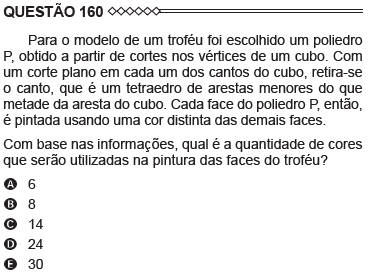 QUESTÃO 160
Para o modelo de um troféu foi escolhido um poliedro
P, obtido a partir de cortes nos vértices de um cubo. Com
um corte plano em cada um dos cantos do cubo, retira-se
o canto, que é um tetraedro de arestas menores do que
metade da aresta do cubo. Cada face do poliedro P, então,
é pintada usando uma cor distinta das demais faces.
Com base nas informações, qual é a quantidade de cores
que serão utilizadas na pintura das faces do troféu?
A 6
B 8
C 14
D 24
E 30